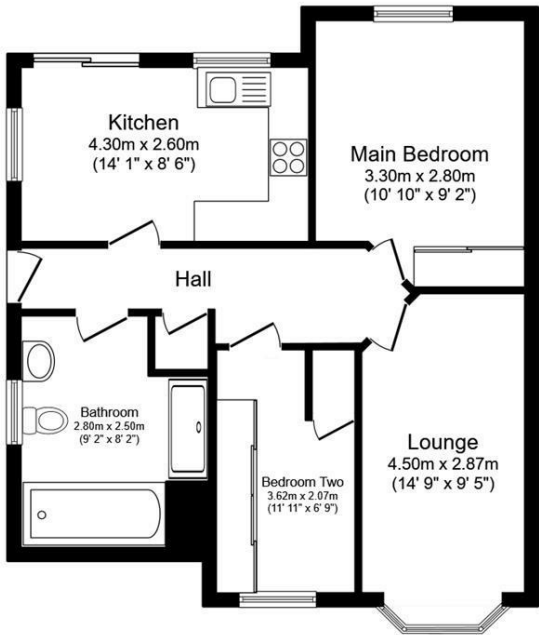 Kitchen
4.30m x 2.60m
(14' 1" x 8' 6")
Main Bedroom
3.30m x 2.80m
(10' 10" x 9' 2")
Hall
Bathroom
2.80m x 2.50m
(9' 2" x 8' 2")
Bedroom Two
3.62m x 2.07m
(11' 11" x 6' 9")
Lounge
4.50m x 2.87m
(14' 9" x 9' 5")